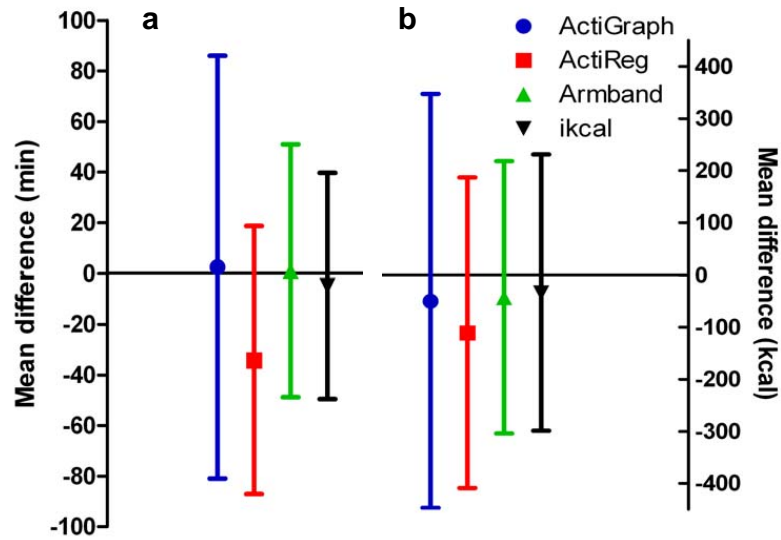 a
b
ActiGraph
ActiReg
Armband
ikcal
Mean difference (min)
100
80
60
40
20
0
-20
-40
-60
-80
-100
400
300
200
100
0
-100
-200
-300
-400
Mean difference (kcal)